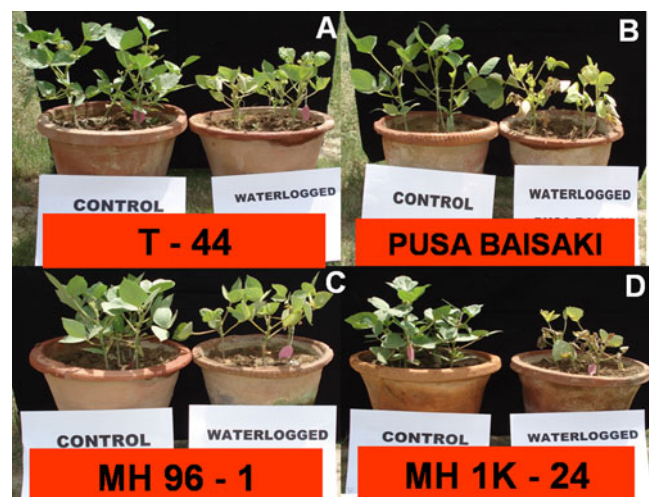 A
CONTROL
WATERLOGGED
T - 44
B
CONTROL
WATERLOGGED
PUSA BAISAKI
C
CONTROL
WATERLOGGED
MH 96 - 1
D
CONTROL
WATERLOGGED
MH 1K - 24